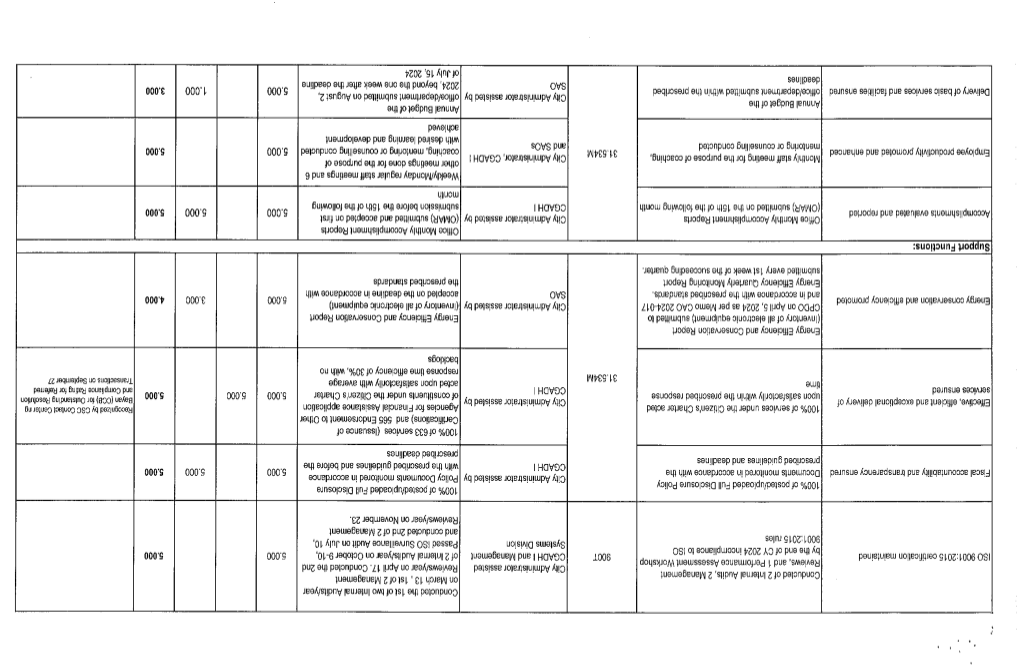 ISO 9001:2015 certification maintained
Conducted of 2 Internal Audits, 2 Management
Reviews, and 1 Performance Assessment Workshop
by the end of CY 2024 incompliance to ISO
9001:2015 rules
900T
City Administrator assisted
CGADH I and Management
Systems Division
Conducted the 1st of two Internal Audits/year
on March 13 , 1st of 2 Management
Reviews/year on April 17. Conducted the 2nd
of 2 Internal Audits/year on October 9-10,
Passed ISO Surveillance Audit on July 10,
and conducted 2nd of 2 Management
Reviews/year on November 23.
5.000
5.000
Fiscal accountability and transparency ensured
100% of posted/uploaded Full Disclosure Policy
Documents monitored in accordance with the
prescribed guidelines and deadlines
31.534M
City Administrator assisted by
CGADH I
100% of posted/uploaded Full Disclosure
Policy Documents monitored in accordance
with the prescribed guidelines and before the
prescribed deadlines
5.000
5.000
5.000
Effective, efficient and exceptional delivery of
services ensured
100% of services under the Citizen's Charter acted
upon satisfactorily within the prescribed response
time
City Administrator assisted by
CGADH I
100% of 633 services (Issuance of
Certifications) and 565 Endorsement to Other
Agencies for Financial Assistance application
of constituents under the Citizen's Charter
acted upon satisfactorily with average
response time efficiency of 30%, with no
backlogs
5.000
5.000
5.000
Recognized by CSC Contact Center ng
Bayan (CCB) for Outstanding Resolution
and Compliance Rating for Referred
Transactions on September 27
Energy conservation and efficiency promoted
Energy Efficiency and Conservation Report
(inventory of all electronic equipment) submitted to
CPDO on April 5, 2024 as per Memo CAO 2024-017
and in accordance with the prescribed standards.
Energy Efficiency Quarterly Monitoring Report
submitted every 1st week of the succeeding quarter.
City Administrator assisted by
SAO
Energy Efficiency and Conservation Report
(inventory of all electronic equipment)
accepted on the deadline in accordance with
the prescribed standards
5.000
3.000
4.000
Support Functions:
Accomplishments evaluated and reported
Office Monthly Accomplishment Reports
(OMAR) submitted on the 15th of the following month
31.534M
City Administrator assisted by
CGADH I
Office Monthly Accomplishment Reports
(OMAR) submitted and accepted on first
submission before the 15th of the following
month
5.000
5.000
5.000
Employee productivity promoted and enhanced
Monthly staff meeting for the purpose of coaching,
mentoring or counselling conducted
City Administrator, CGADH I
and SAOs
Weekly/Monday regular staff meetings and 6
other meetings done for the purpose of
coaching, mentoring or counselling conducted
with desired learning and development
achieved
5.000
5.000
Delivery of basic services and facilities ensured
Annual Budget of the
office/department submitted within the prescribed
deadlines
City Administrator assisted by
SAO
Annual Budget of the
office/department submitted on August 2,
2024, beyond the one week after the deadline
of July 15, 2024
5.000
1.000
3.000